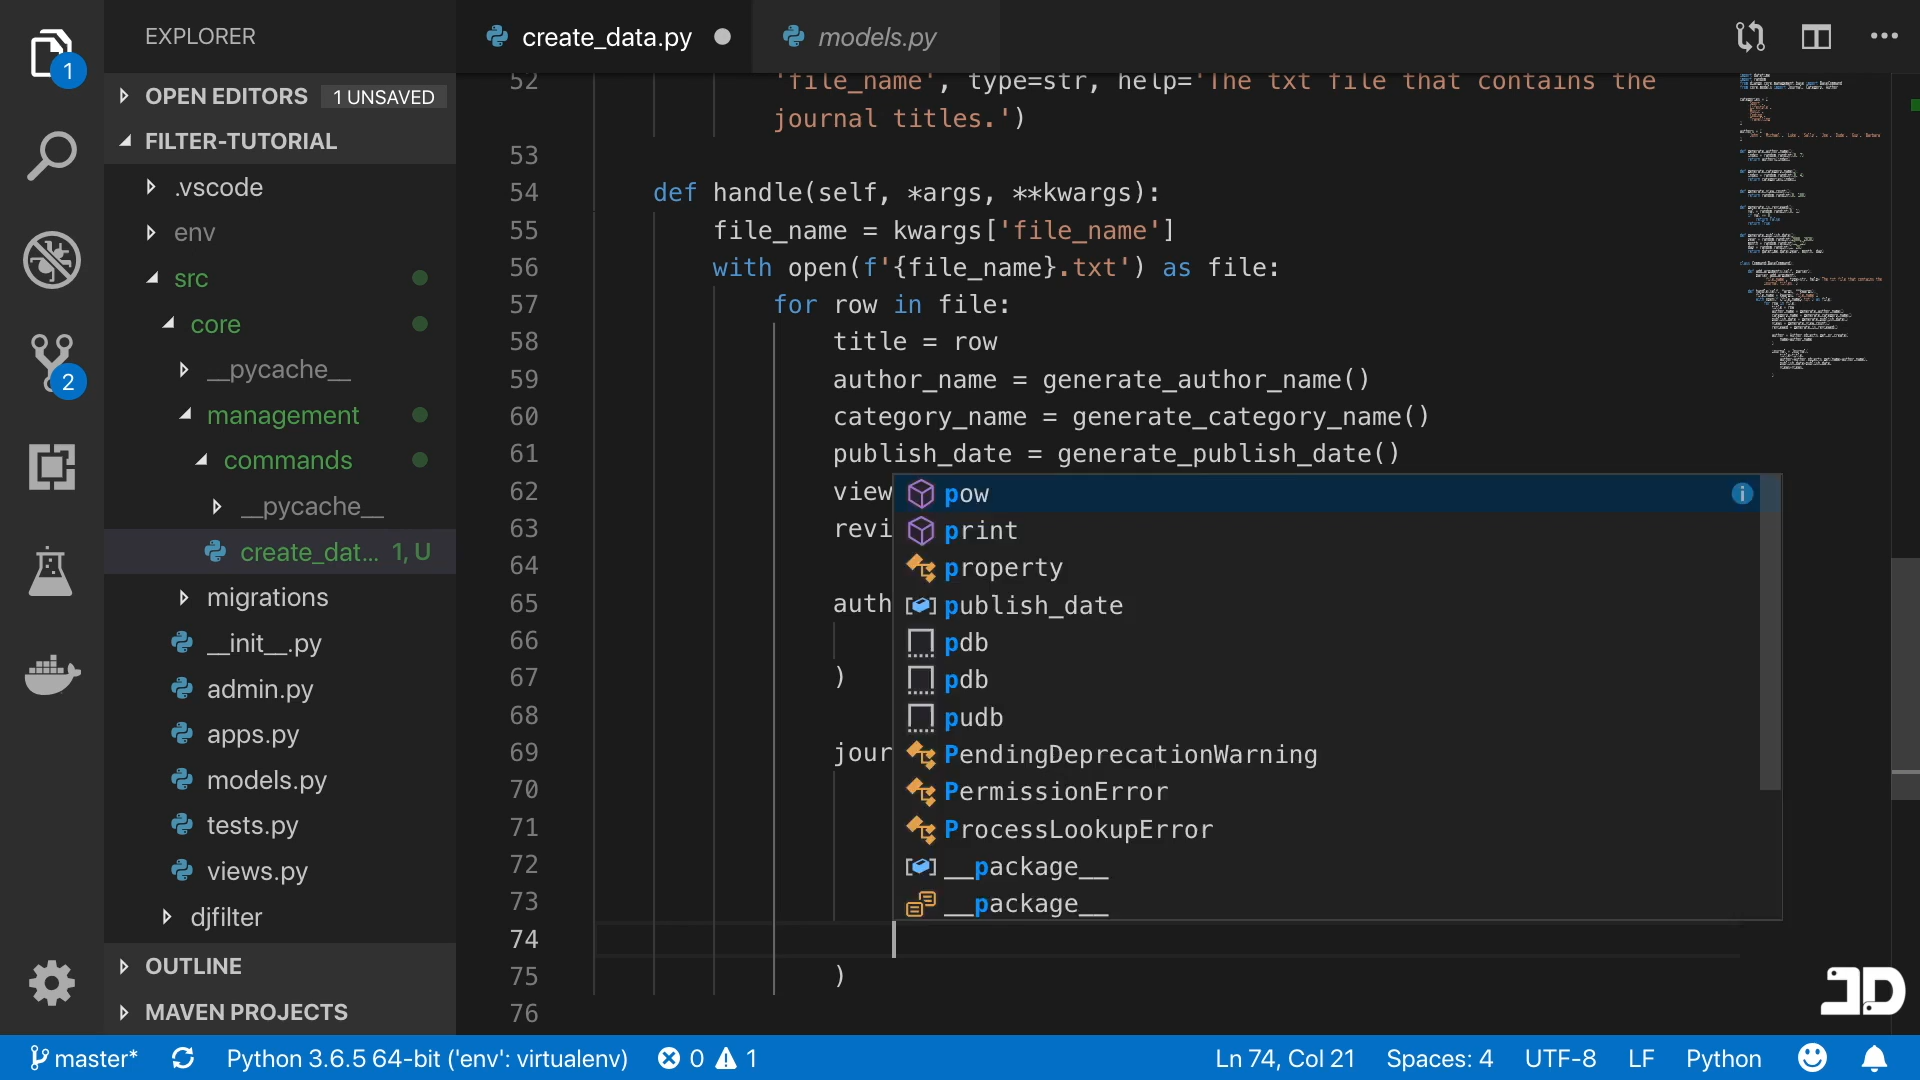 EXPLORER
create_data.py
models.py
1
OPEN EDITORS 1 UNSAVED
FILTER-TUTORIAL
.vscode
env
src
core
__pycache__
management
commands
__pycache__
create_dat... 1, U
migrations
__init__.py
admin.py
apps.py
models.py
tests.py
views.py
djfilter
OUTLINE
MAVEN PROJECTS
2
52 'file_name', type=str, help='The txt file that contains the
journal titles.')
53
54 def handle(self, *args, **kwargs):
55 file_name = kwargs['file_name']
56 with open(f'{file_name}.txt') as file:
57 for row in file:
58 title = row
59 author_name = generate_author_name()
60 category_name = generate_category_name()
61 publish_date = generate_publish_date()
62 view
63 revi
64
65 auth
66
67 )
68
69 jour
70
71
72
73
74
75 )
76
pow
print
property
publish_date
pdb
pdb
pudb
PendingDeprecationWarning
PermissionError
ProcessLookupError
__package__
__package__
JD
master* Python 3.6.5 64-bit ('env': virtualenv) 0 1 Ln 74, Col 21 Spaces: 4 UTF-8 LF Python